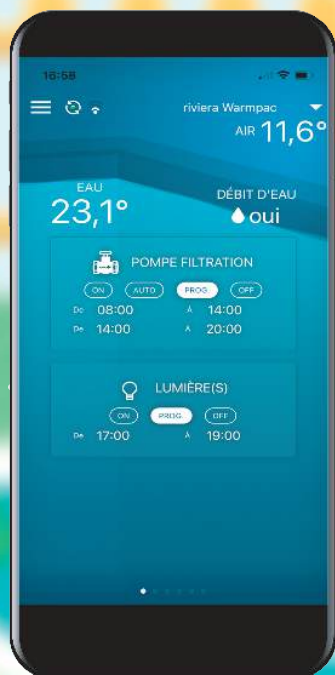 16:58
riviera Warmpac
AIR 11,6°
EAU
23,1°
DÉBIT D'EAU
oui
POMPE FILTRATION
ON AUTO PROG. OFF
De 08:00 À 14:00
De 14:00 À 20:00
LUMIÈRE(S)
ON PROG. OFF
De 17:00 À 19:00